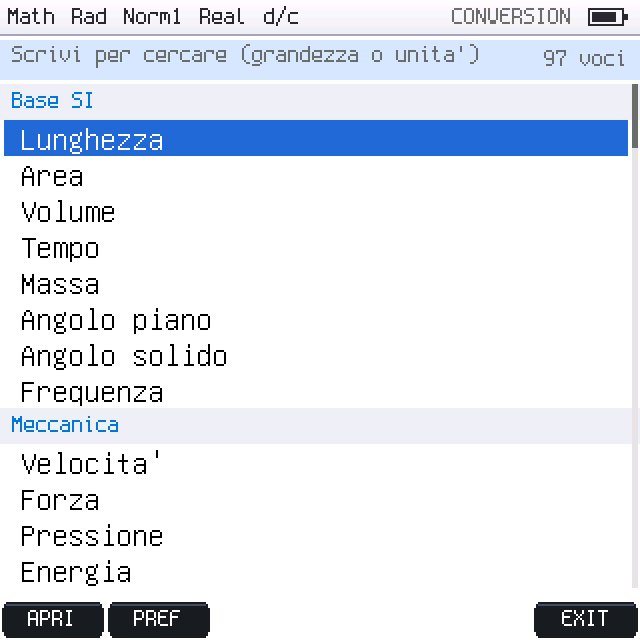 Math Rad Norm1 Real d/c CONVERSION
Scrivi per cercare (grandezza o unita') 97 voci
Base SI
Lunghezza
Area
Volume
Tempo
Massa
Angolo piano
Angolo solido
Frequenza
Meccanica
Velocita'
Forza
Pressione
Energia
APRI PREF EXIT